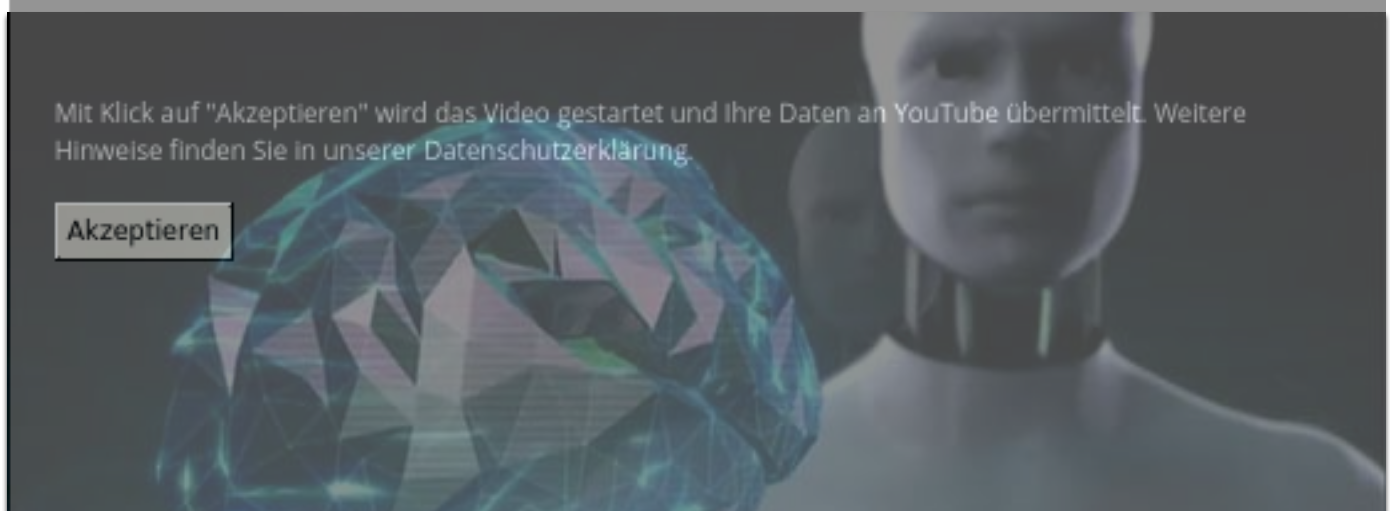 Mit Klick auf "Akzeptieren" wird das Video gestartet und Ihre Daten an YouTube übermittelt. Weitere
Hinweise finden Sie in unserer Datenschutzerklärung.
Akzeptieren